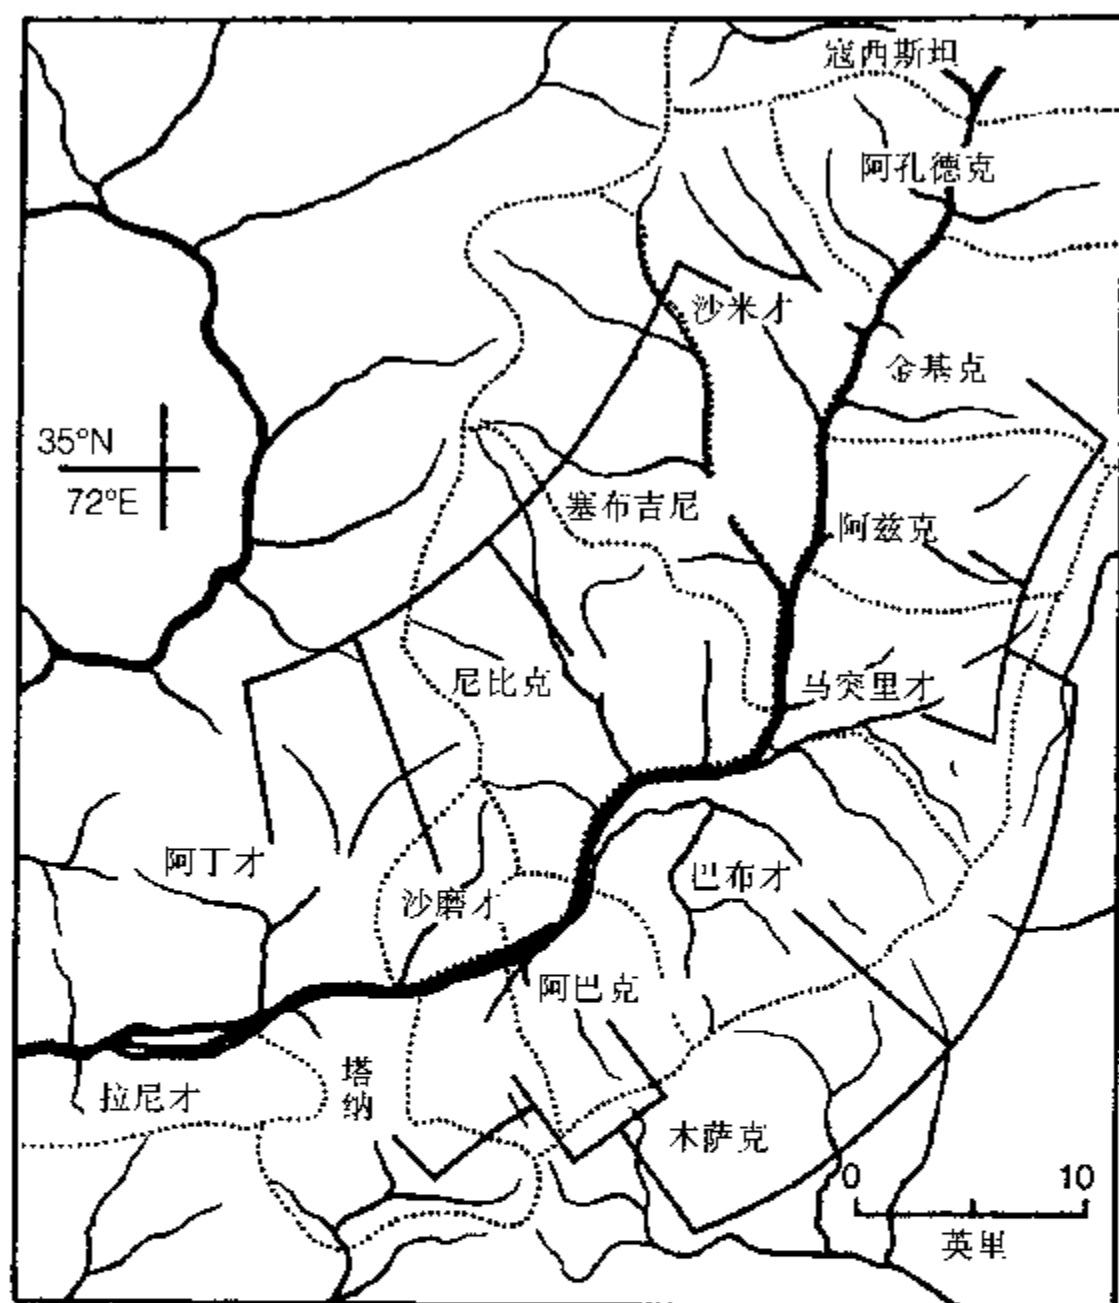 寇西斯坦
阿孔德克
沙米才
金基克
35°N
72°E
塞布吉尼
阿兹克
尼比克
马突里才
阿丁才
沙磨才
巴布才
阿巴克
拉尼才
塔
纳
木萨克
0 10
英里